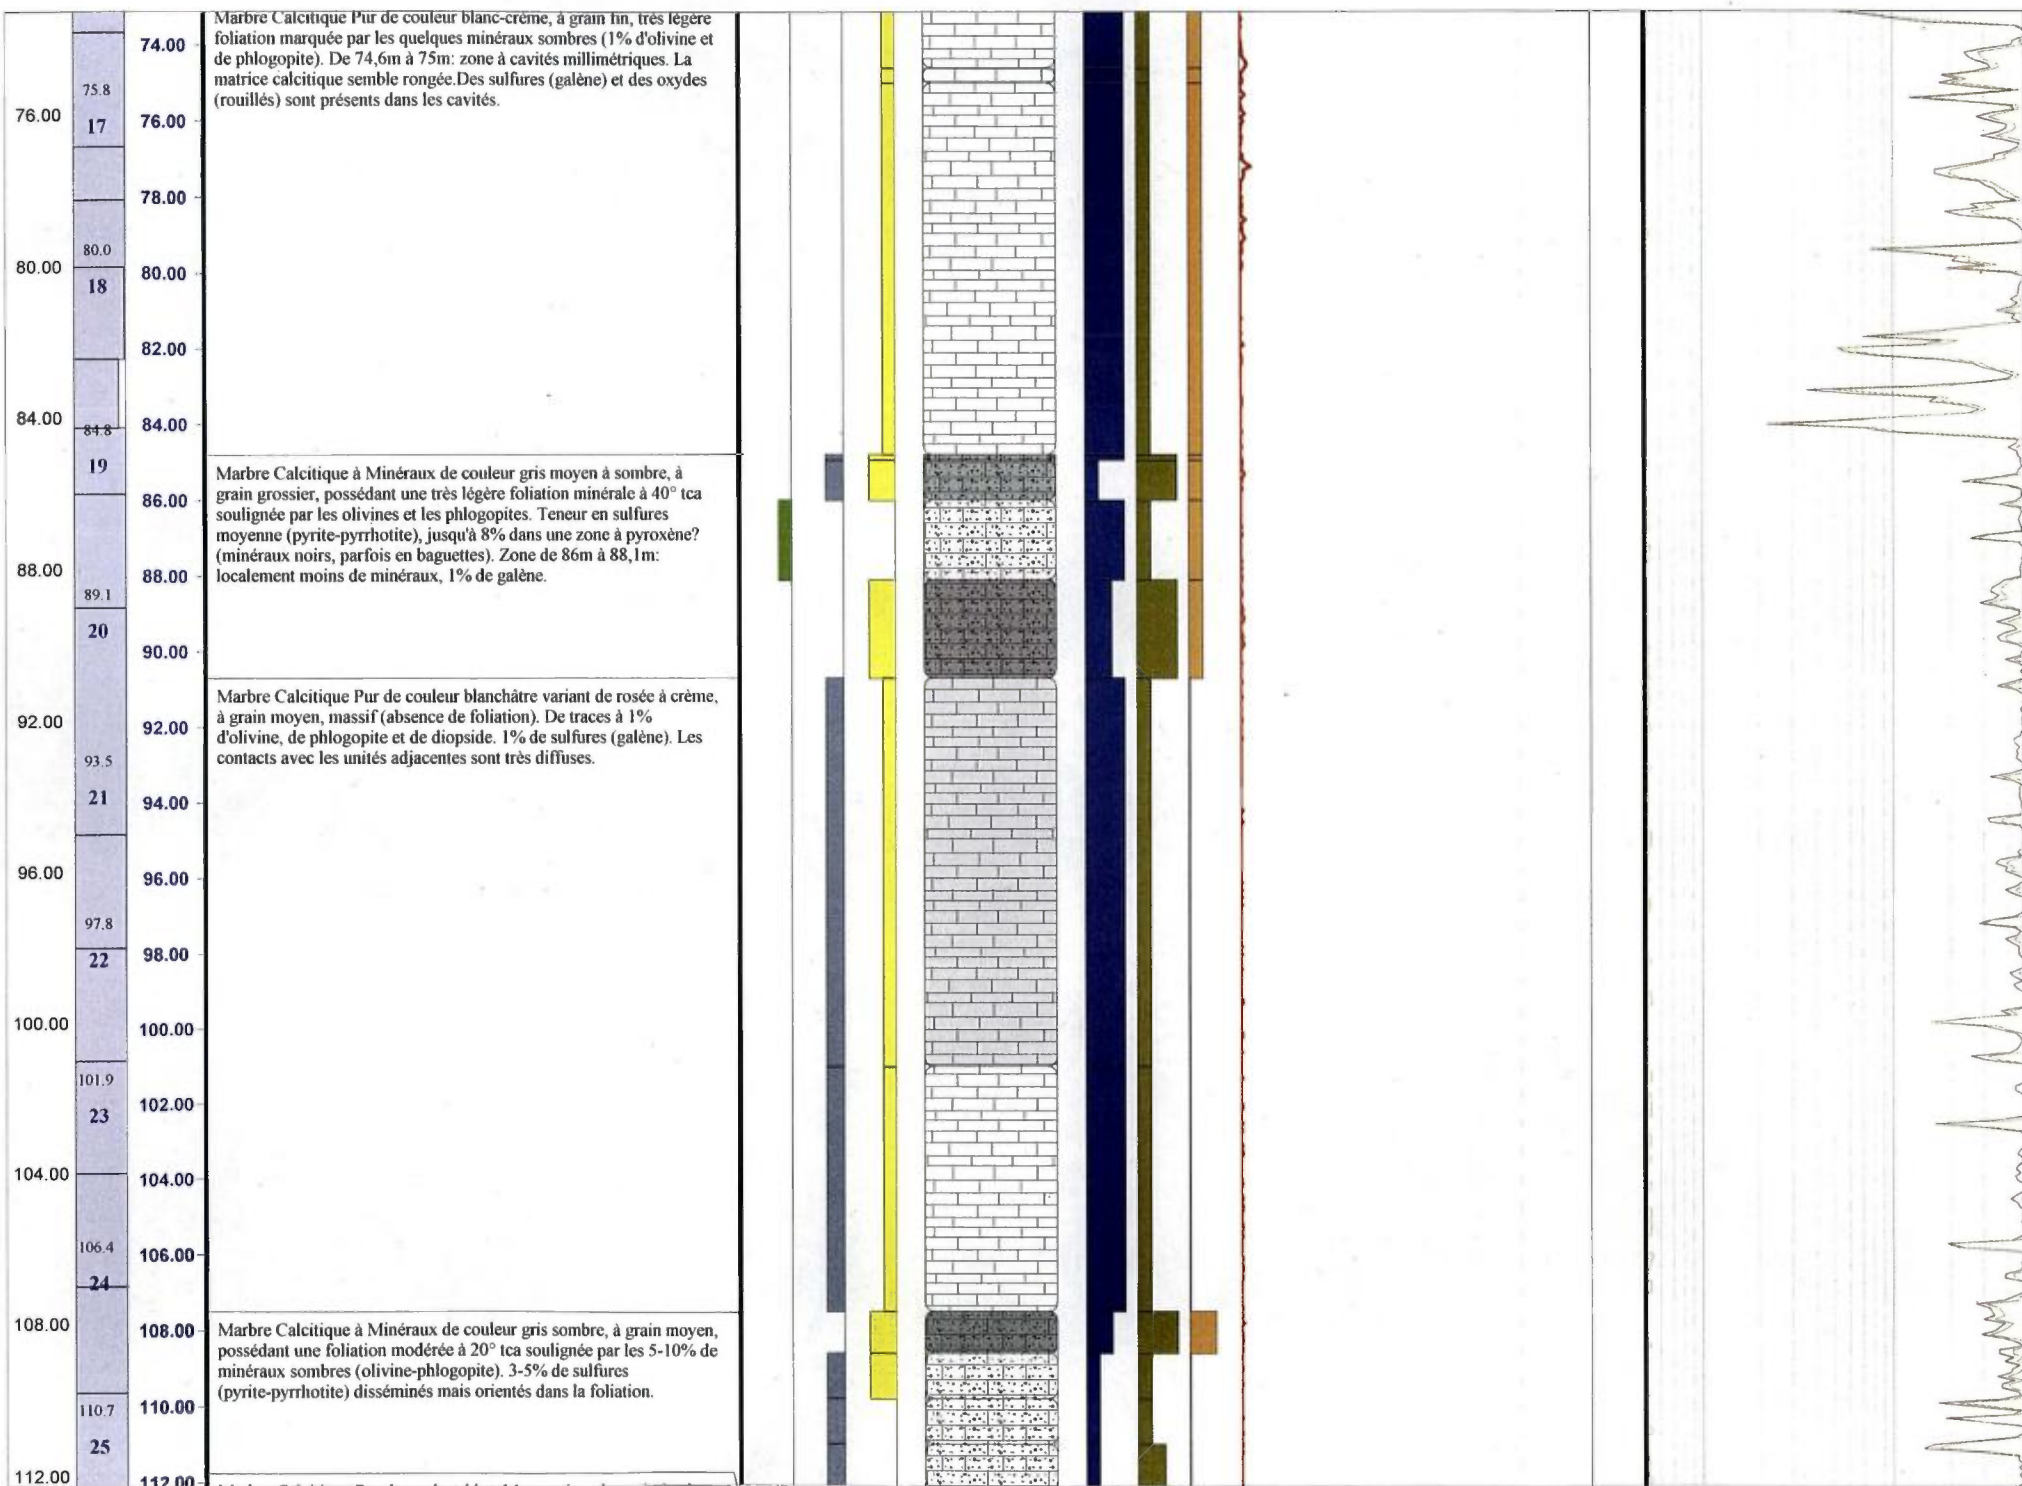 76.00
80.00
84.00
88.00
92.00
96.00
100.00
104.00
108.00
112.00
75.8
17
80.0
18
84.8
19
89.1
20
93.5
21
97.8
22
101.9
23
106.4
24
110.7
25
74.00
76.00
78.00
80.00
82.00
84.00
86.00
88.00
90.00
92.00
94.00
96.00
98.00
100.00
102.00
104.00
106.00
108.00
110.00
112.00
Marbre Calcitique Pur de couleur blanc-crème, à grain fin, très légère
foliation marquée par les quelques minéraux sombres (1% d'olivine et
de phlogopite). De 74,6m à 75m: zone à cavités millimétriques. La
matrice calcitique semble rongée.Des sulfures (galène) et des oxydes
(rouillés) sont présents dans les cavités.
Marbre Calcitique à Minéraux de couleur gris moyen à sombre, à
grain grossier, possédant une très légère foliation minérale à 40° tca
soulignée par les olivines et les phlogopites. Teneur en sulfures
moyenne (pyrite-pyrrhotite), jusqu'à 8% dans une zone à pyroxène?
(minéraux noirs, parfois en baguettes). Zone de 86m à 88,1m:
localement moins de minéraux, 1% de galène.
Marbre Calcitique Pur de couleur blanchâtre variant de rosée à crème,
à grain moyen, massif (absence de foliation). De traces à 1%
d'olivine, de phlogopite et de diopside. 1% de sulfures (galène). Les
contacts avec les unités adjacentes sont très diffuses.
Marbre Calcitique à Minéraux de couleur gris sombre, à grain moyen,
possédant une foliation modérée à 20° tca soulignée par les 5-10% de
minéraux sombres (olivine-phlogopite). 3-5% de sulfures
(pyrite-pyrrhotite) disséminés mais orientés dans la foliation.